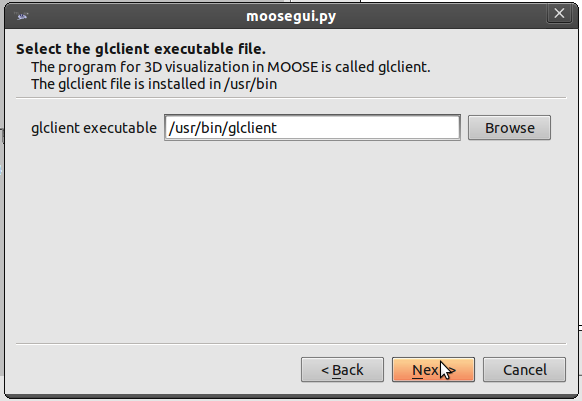 moosegui.py
Select the glclient executable file.
The program for 3D visualization in MOOSE is called glclient.
The glclient file is installed in /usr/bin
glclient executable /usr/bin/glclient Browse
< Back Next > Cancel